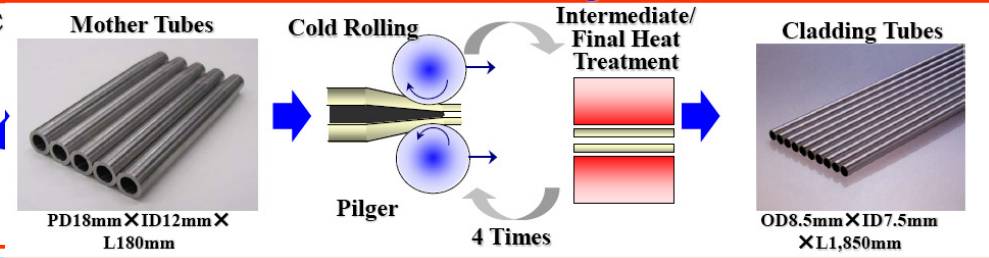 Mother Tubes
PD18mm×ID12mm×
L180mm
Cold Rolling
Pilger
Intermediate/
Final Heat
Treatment
4 Times
Cladding Tubes
OD8.5mm×ID7.5mm
×L1,850mm